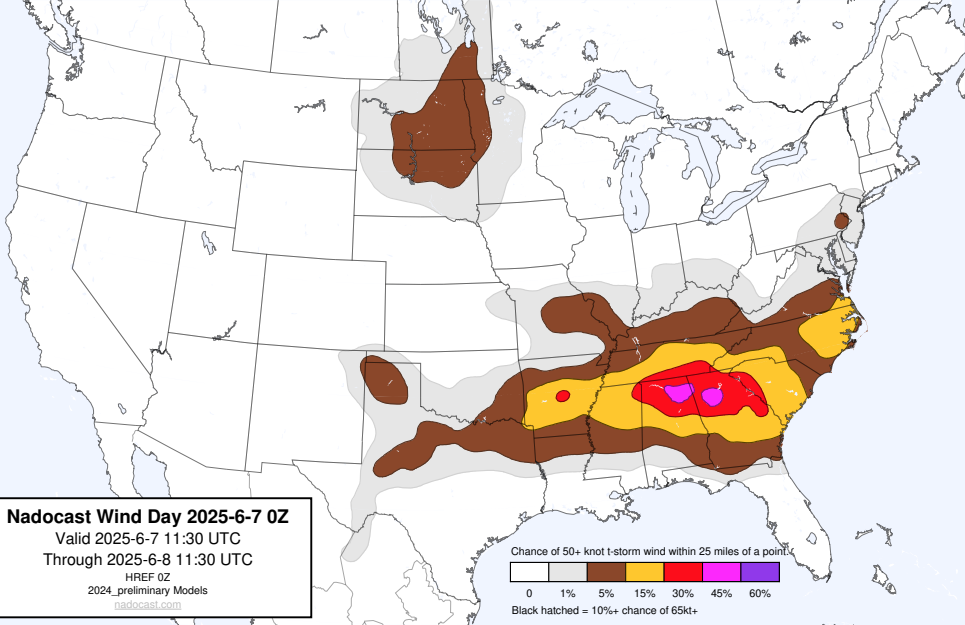 Nadocast Wind Day 2025-6-7 0Z
Valid 2025-6-7 11:30 UTC
Through 2025-6-8 11:30 UTC
HREF 0Z
2024_preliminary Models
nadocast.com
Chance of 50+ knot t-storm wind within 25 miles of a point.
0 1% 5% 15% 30% 45% 60%
Black hatched = 10%+ chance of 65kt+